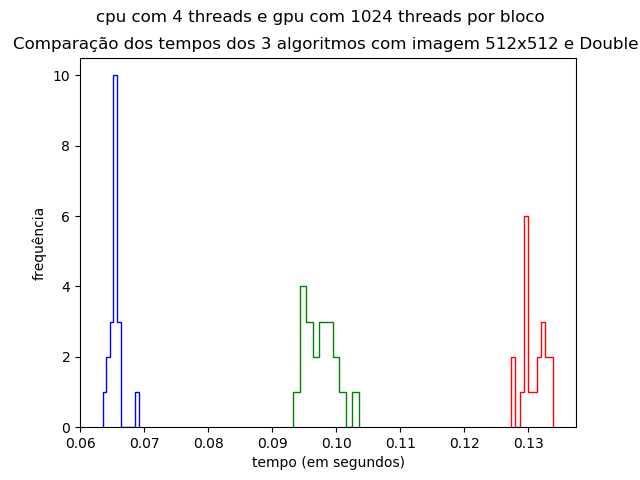 cpu com 4 threads e gpu com 1024 threads por bloco
Comparação dos tempos dos 3 algoritmos com imagem 512x512 e Double
10
8
6
4
2
0
frequência
0.06 0.07 0.08 0.09 0.10 0.11 0.12 0.13
tempo (em segundos)